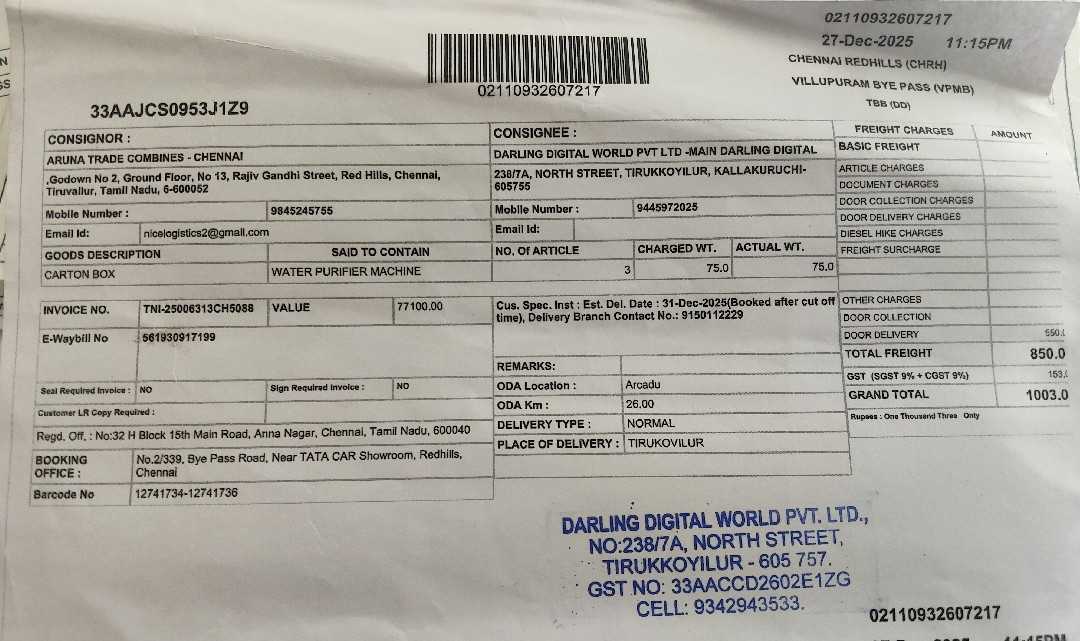 02110932607217
27-Dec-2025 11:15PM
CHENNAI REDHILLS (CHRH)
VILLUPURAM BYE PASS (VPMB)
TBB (DD)
02110932607217
33AAJCS0953J1Z9
CONSIGNOR :
ARUNA TRADE COMBINES - CHENNAI
,Godown No 2, Ground Floor, No 13, Rajiv Gandhi Street, Red Hills, Chennai,
Tiruvallur, Tamil Nadu, 6-600052
Mobile Number : 9845245755
Email Id: nicelogistics2@gmail.com
GOODS DESCRIPTION SAID TO CONTAIN
CARTON BOX WATER PURIFIER MACHINE
CONSIGNEE :
DARLING DIGITAL WORLD PVT LTD -MAIN DARLING DIGITAL
238/7A, NORTH STREET, TIRUKKOYILUR, KALLAKURUCHI-
605755
Mobile Number : 9445972025
Email Id:
NO. OF ARTICLE CHARGED WT. ACTUAL WT.
3 75.0 75.0
FREIGHT CHARGES AMOUNT
BASIC FREIGHT
ARTICLE CHARGES
DOCUMENT CHARGES
DOOR COLLECTION CHARGES
DOOR DELIVERY CHARGES
DIESEL HIKE CHARGES
FREIGHT SURCHARGE
OTHER CHARGES
DOOR COLLECTION
DOOR DELIVERY 550.
TOTAL FREIGHT 850.0
GST (SGST 9% + CGST 9%) 153.
GRAND TOTAL 1003.0
Rupees : One Thousand Three Only
INVOICE NO. TNI-25006313CH5088 VALUE 77100.00
E-Waybill No 561930917199
Seal Required Invoice : NO Sign Required Invoice : NO
Customer LR Copy Required :
Regd. Off. : No:32 H Block 15th Main Road, Anna Nagar, Chennai, Tamil Nadu, 600040
BOOKING OFFICE : No.2/339, Bye Pass Road, Near TATA CAR Showroom, Redhills,
Chennai
Barcode No 12741734-12741736
Cus. Spec. Inst : Est. Del. Date : 31-Dec-2025(Booked after cut off
time), Delivery Branch Contact No.: 9150112229
REMARKS:
ODA Location : Arcadu
ODA Km : 26.00
DELIVERY TYPE : NORMAL
PLACE OF DELIVERY : TIRUKOVILUR
DARLING DIGITAL WORLD PVT. LTD.,
NO:238/7A, NORTH STREET,
TIRUKKOYILUR - 605 757.
GST NO: 33AACCD2602E1ZG
CELL: 9342943533.
02110932607217